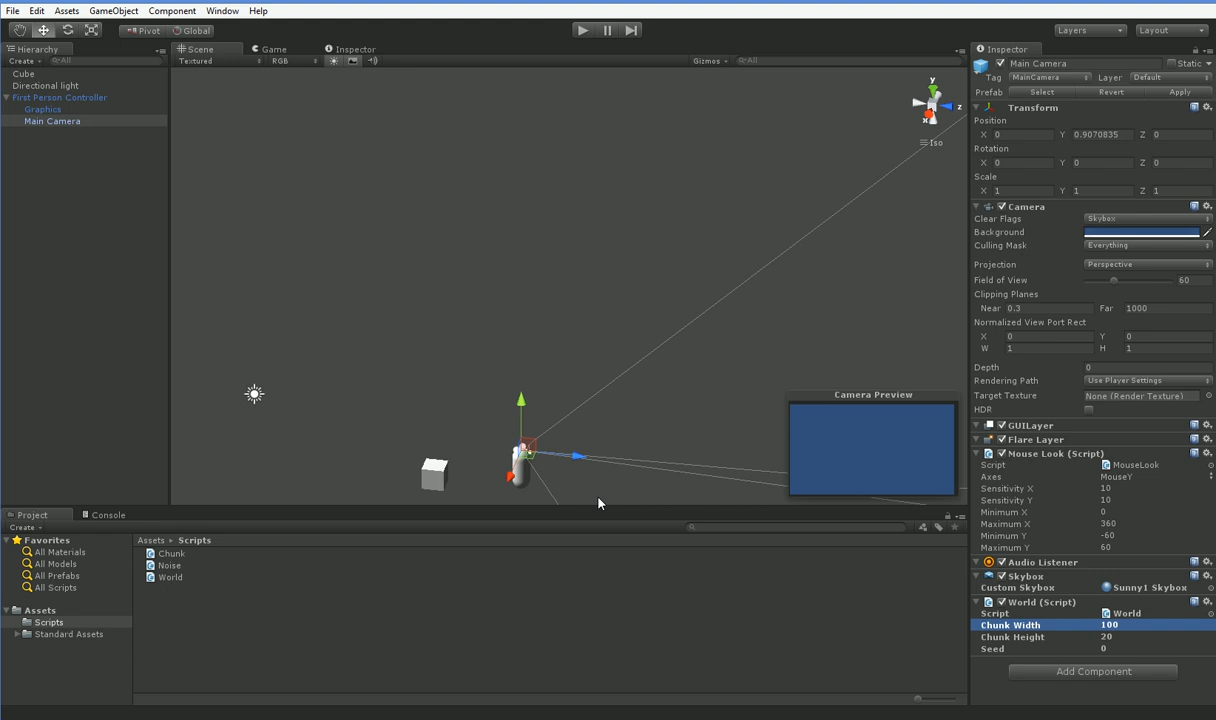 File Edit Assets GameObject Component Window Help
Pivot Global Layers Layout
Hierarchy
Create All
Cube
Directional light
First Person Controller
Graphics
Main Camera
Scene Game Inspector
Textured RGB Gizmos All
y
z
x
Iso
Camera Preview
Project Console
Create
Favorites
All Materials
All Models
All Prefabs
All Scripts
Assets
Scripts
Standard Assets
Assets Scripts
Chunk
Noise
World
Inspector
Main Camera Static
Tag MainCamera Layer Default
Prefab Select Revert Apply
Transform
Position
X 0 Y 0.9070835 Z 0
Rotation
X 0 Y 0 Z 0
Scale
X 1 Y 1 Z 1
Camera
Clear Flags Skybox
Background
Culling Mask Everything
Projection Perspective
Field of View 60
Clipping Planes
Near 0.3 Far 1000
Normalized View Port Rect
X 0 Y 0
W 1 H 1
Depth 0
Rendering Path Use Player Settings
Target Texture None (Render Texture)
HDR
GUILayer
Flare Layer
Mouse Look (Script)
Script MouseLook
Axes MouseY
Sensitivity X 10
Sensitivity Y 10
Minimum X 0
Maximum X 360
Minimum Y -60
Maximum Y 60
Audio Listener
Skybox
Custom Skybox Sunny1 Skybox
World (Script)
Script World
Chunk Width 100
Chunk Height 20
Seed 0
Add Component